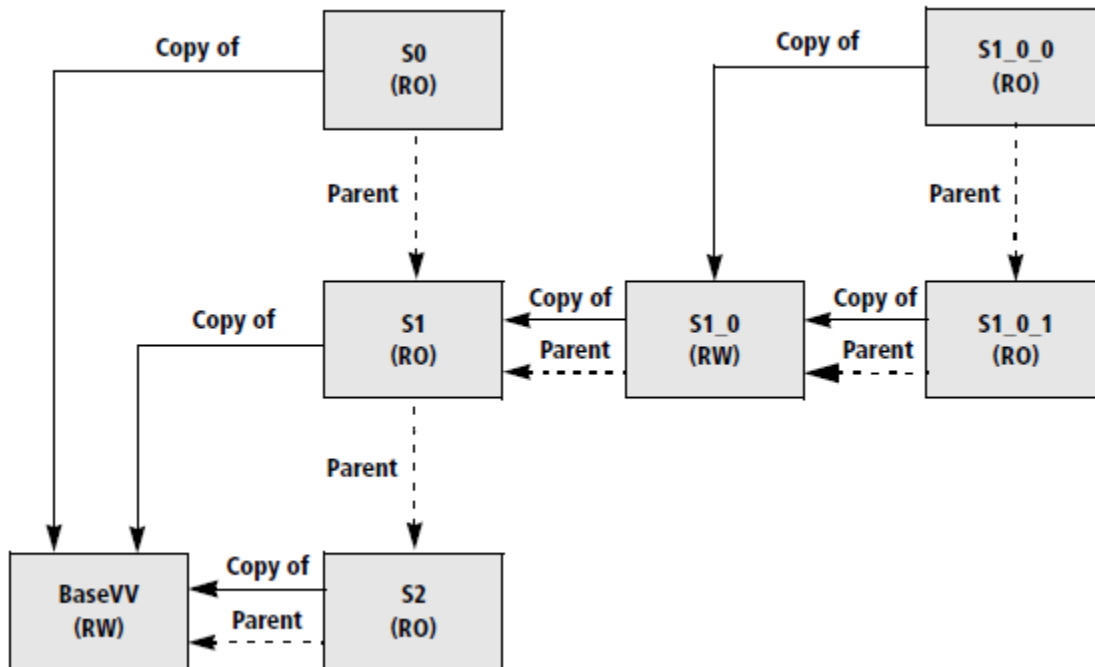 Copy of
S0
(RO)
Copy of
S1_0_0
(RO)
Parent
Parent
Copy of
S1
(RO)
Copy of
Parent
S1_0
(RW)
Copy of
Parent
S1_0_1
(RO)
Parent
BaseVV
(RW)
Copy of
Parent
S2
(RO)